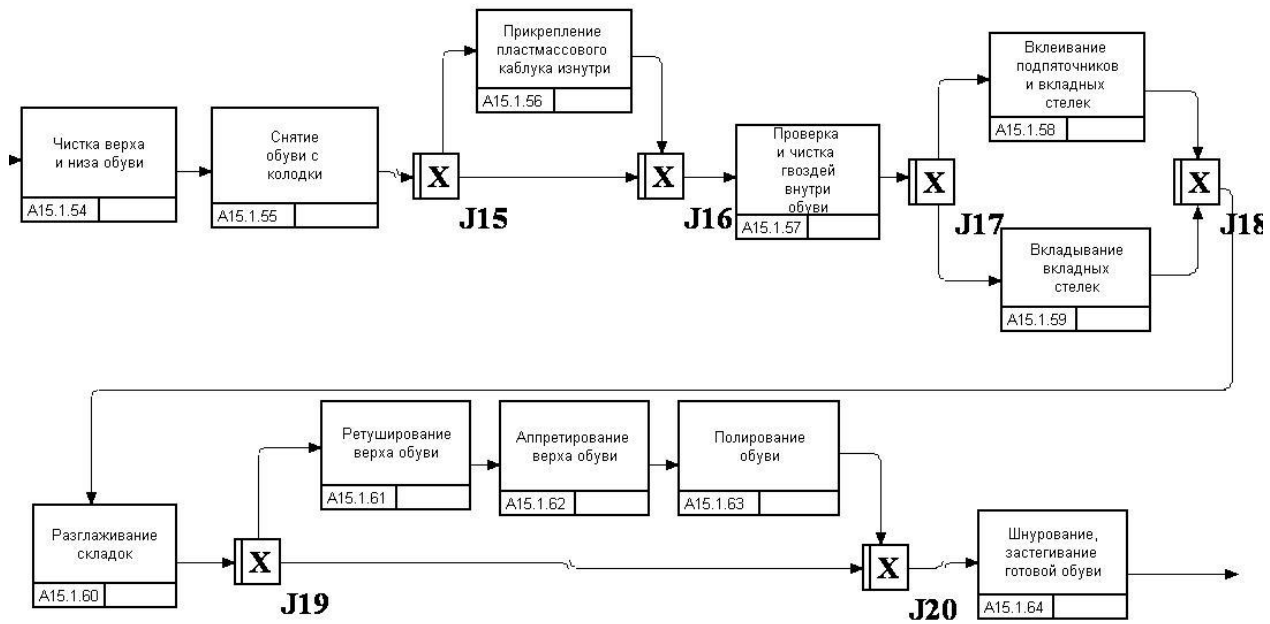 Чистка верха
и низа обуви
A15.1.54
Снятие
обуви с
колодки
A15.1.55
X
J15
Прикрепление
пластмассового
каблука изнутри
A15.1.56
X
J16
Проверка
и чистка
гвоздей
внутри
обуви
A15.1.57
X
J17
Вклеивание
подпяточников
и вкладных
стелек
A15.1.58
Вкладывание
вкладных
стелек
A15.1.59
X
J18
Разглаживание
складок
A15.1.60
X
J19
Ретуширование
верха обуви
A15.1.61
Аппретирование
верха обуви
A15.1.62
Полирование
обуви
A15.1.63
X
J20
Шнурование,
застегивание
готовой обуви
A15.1.64